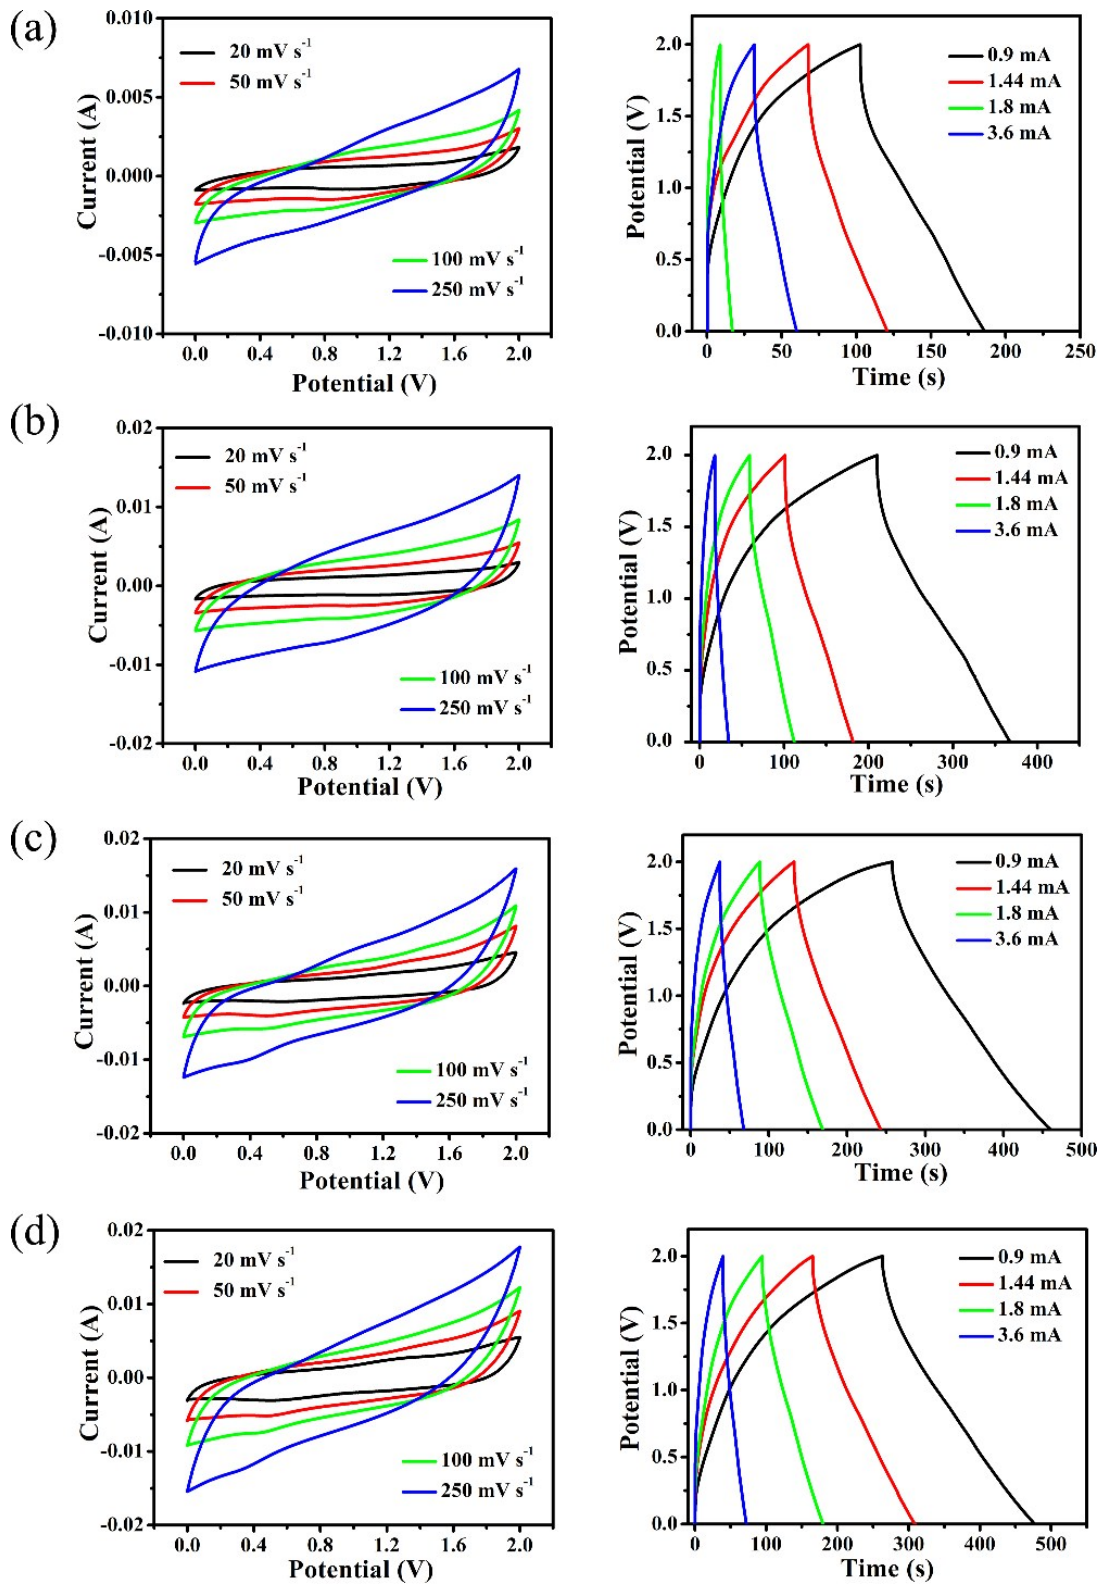 (a)
0.010
0.005
0.000
-0.005
-0.010
Current (A)
20 mV s⁻¹
50 mV s⁻¹
100 mV s⁻¹
250 mV s⁻¹
0.0 0.4 0.8 1.2 1.6 2.0
Potential (V)
2.0
1.5
1.0
0.5
0.0
Potential (V)
0.9 mA
1.44 mA
1.8 mA
3.6 mA
0 50 100 150 200 250
Time (s)
(b)
0.02
0.01
0.00
-0.01
-0.02
Current (A)
20 mV s⁻¹
50 mV s⁻¹
100 mV s⁻¹
250 mV s⁻¹
0.0 0.4 0.8 1.2 1.6 2.0
Potential (V)
2.0
1.5
1.0
0.5
0.0
Potential (V)
0.9 mA
1.44 mA
1.8 mA
3.6 mA
0 100 200 300 400
Time (s)
(c)
0.02
0.01
0.00
-0.01
-0.02
Current (A)
20 mV s⁻¹
50 mV s⁻¹
100 mV s⁻¹
250 mV s⁻¹
0.0 0.4 0.8 1.2 1.6 2.0
Potential (V)
2.0
1.5
1.0
0.5
0.0
Potential (V)
0.9 mA
1.44 mA
1.8 mA
3.6 mA
0 100 200 300 400 500
Time (s)
(d)
0.02
0.01
0.00
-0.01
-0.02
Current (A)
20 mV s⁻¹
50 mV s⁻¹
100 mV s⁻¹
250 mV s⁻¹
0.0 0.4 0.8 1.2 1.6 2.0
Potential (V)
2.0
1.5
1.0
0.5
0.0
Potential (V)
0.9 mA
1.44 mA
1.8 mA
3.6 mA
0 100 200 300 400 500
Time (s)